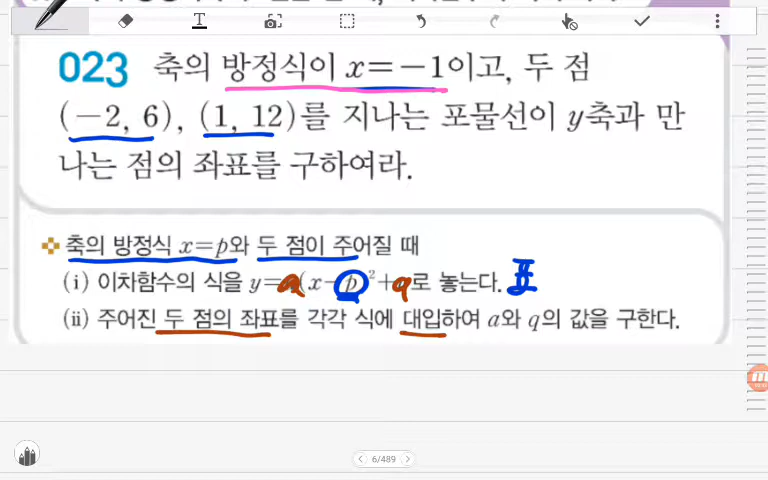 023 축의 방정식이 x=-1이고, 두 점
(-2, 6), (1, 12)를 지나는 포물선이 y축과 만
나는 점의 좌표를 구하여라.
축의 방정식 x=p와 두 점이 주어질 때
(i) 이차함수의 식을 y=a(x-p)²+q로 놓는다.
(ii) 주어진 두 점의 좌표를 각각 식에 대입하여 a와 q의 값을 구한다.
6/489